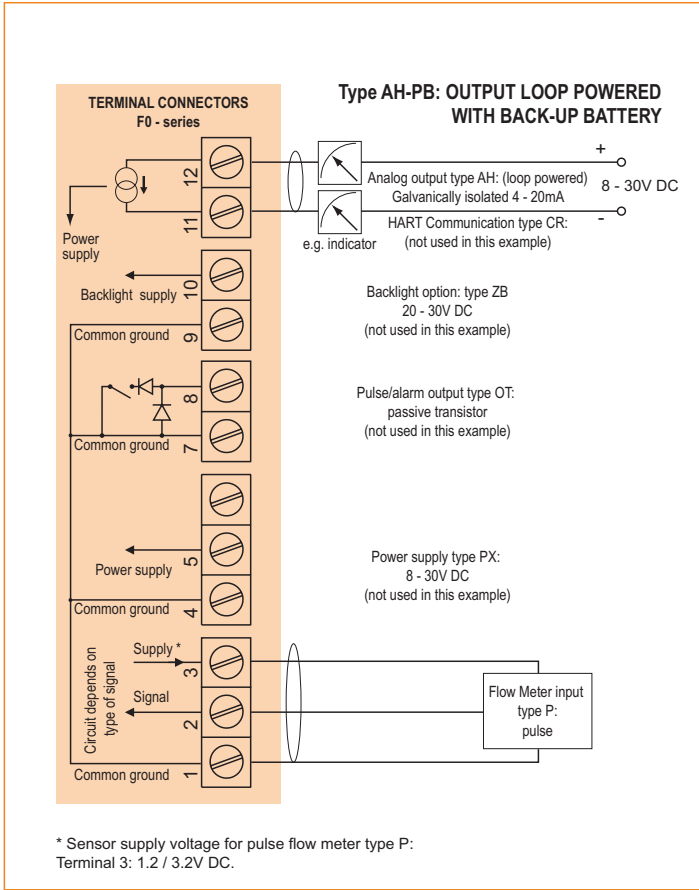 Type AH-PB: OUTPUT LOOP POWERED
WITH BACK-UP BATTERY
TERMINAL CONNECTORS
F0 - series
12
11
Power
supply
Analog output type AH: (loop powered)
Galvanically isolated 4 - 20mA
HART Communication type CR:
(not used in this example)
e.g. indicator
+
8 - 30V DC
-
10
Backlight supply
9
Common ground
Backlight option: type ZB
20 - 30V DC
(not used in this example)
8
7
Common ground
Pulse/alarm output type OT:
passive transistor
(not used in this example)
5
Power supply
4
Common ground
Power supply type PX:
8 - 30V DC
(not used in this example)
Circuit depends on
type of signal
Supply *
3
Signal
2
Common ground
1
Flow Meter input
type P:
pulse
* Sensor supply voltage for pulse flow meter type P:
Terminal 3: 1.2 / 3.2V DC.